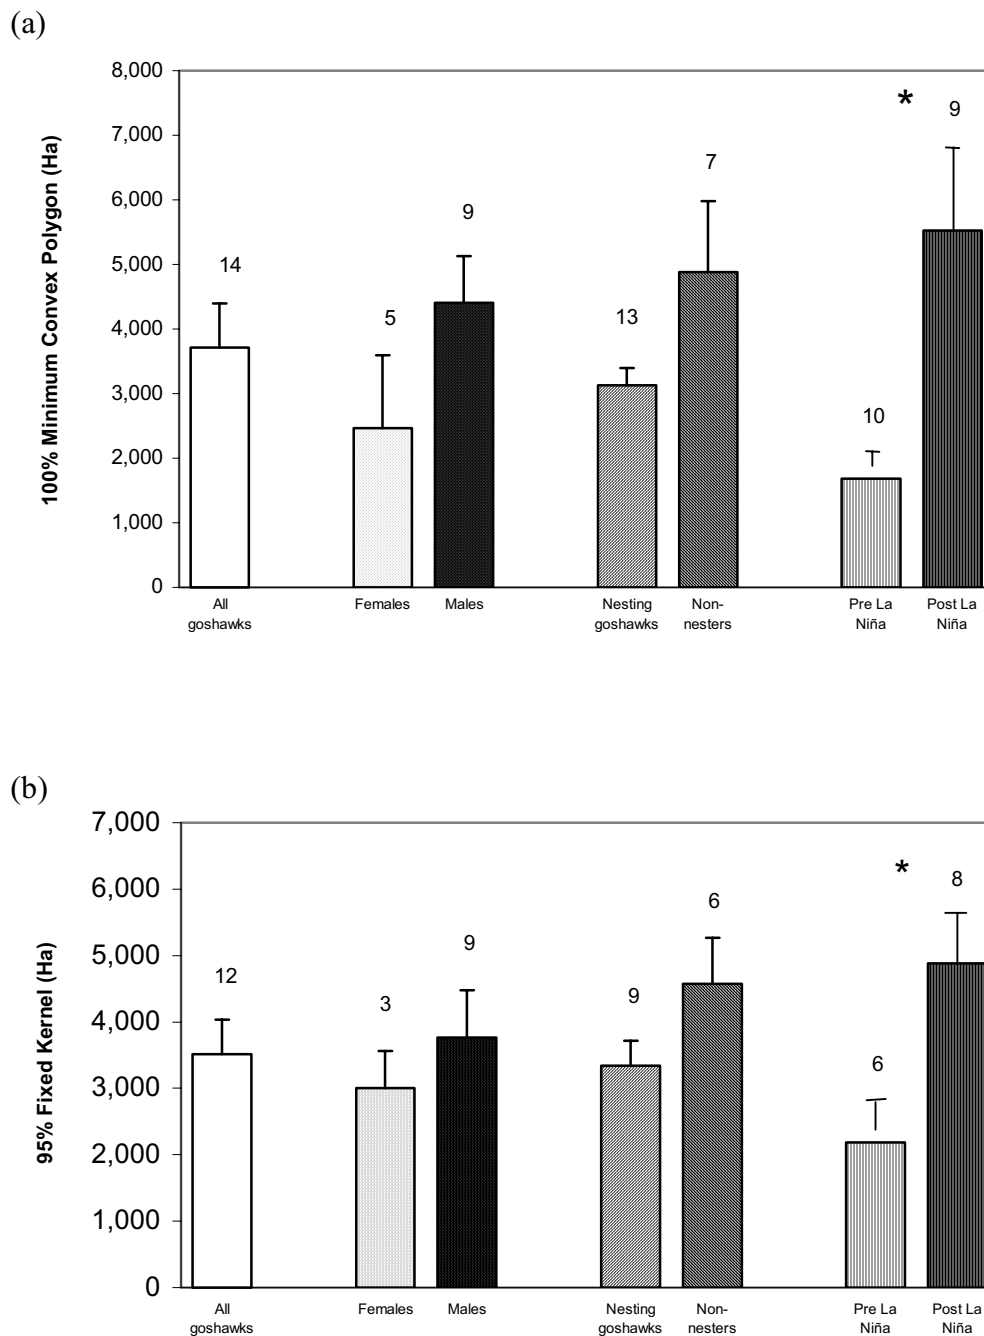 (a)
100% Minimum Convex Polygon (Ha)
8,000
7,000
6,000
5,000
4,000
3,000
2,000
1,000
0
14
5
9
13
7
10
*
9
All
goshawks
Females
Males
Nesting
goshawks
Non-
nesters
Pre La
Niña
Post La
Niña
(b)
95% Fixed Kernel (Ha)
7,000
6,000
5,000
4,000
3,000
2,000
1,000
0
12
3
9
9
6
6
*
8
All
goshawks
Females
Males
Nesting
goshawks
Non-
nesters
Pre La
Niña
Post La
Niña